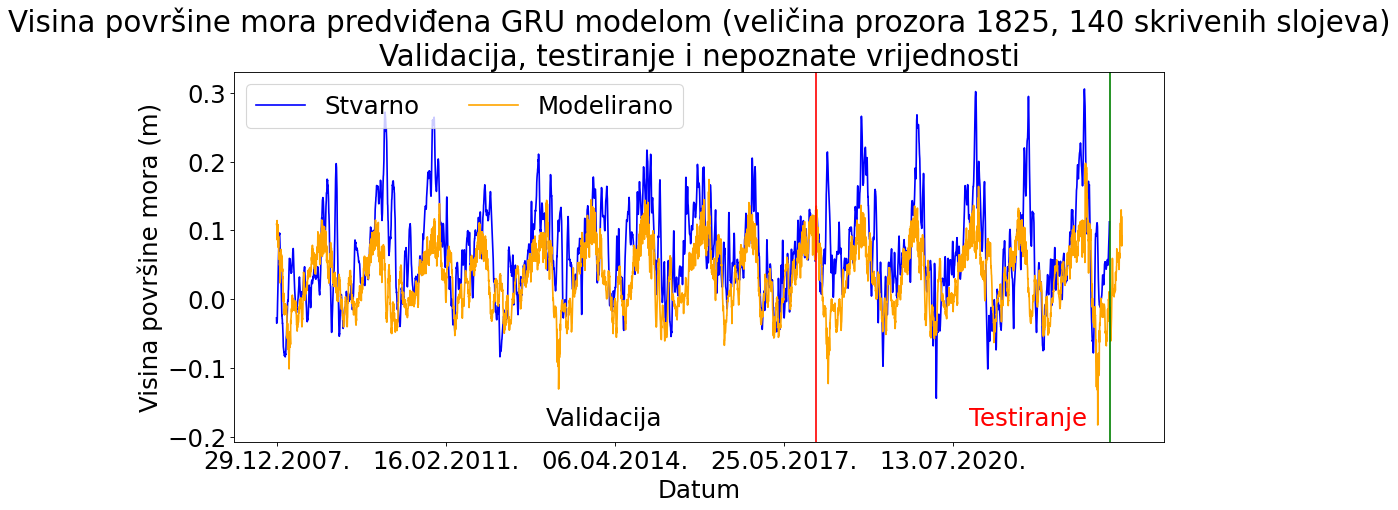 Visina površine mora predviđena GRU modelom (veličina prozora 1825, 140 skrivenih slojeva)
Validacija, testiranje i nepoznate vrijednosti
Stvarno Modelirano
Visina površine mora (m)
0.3
0.2
0.1
0.0
−0.1
−0.2
Validacija
Testiranje
29.12.2007. 16.02.2011. 06.04.2014. 25.05.2017. 13.07.2020.
Datum